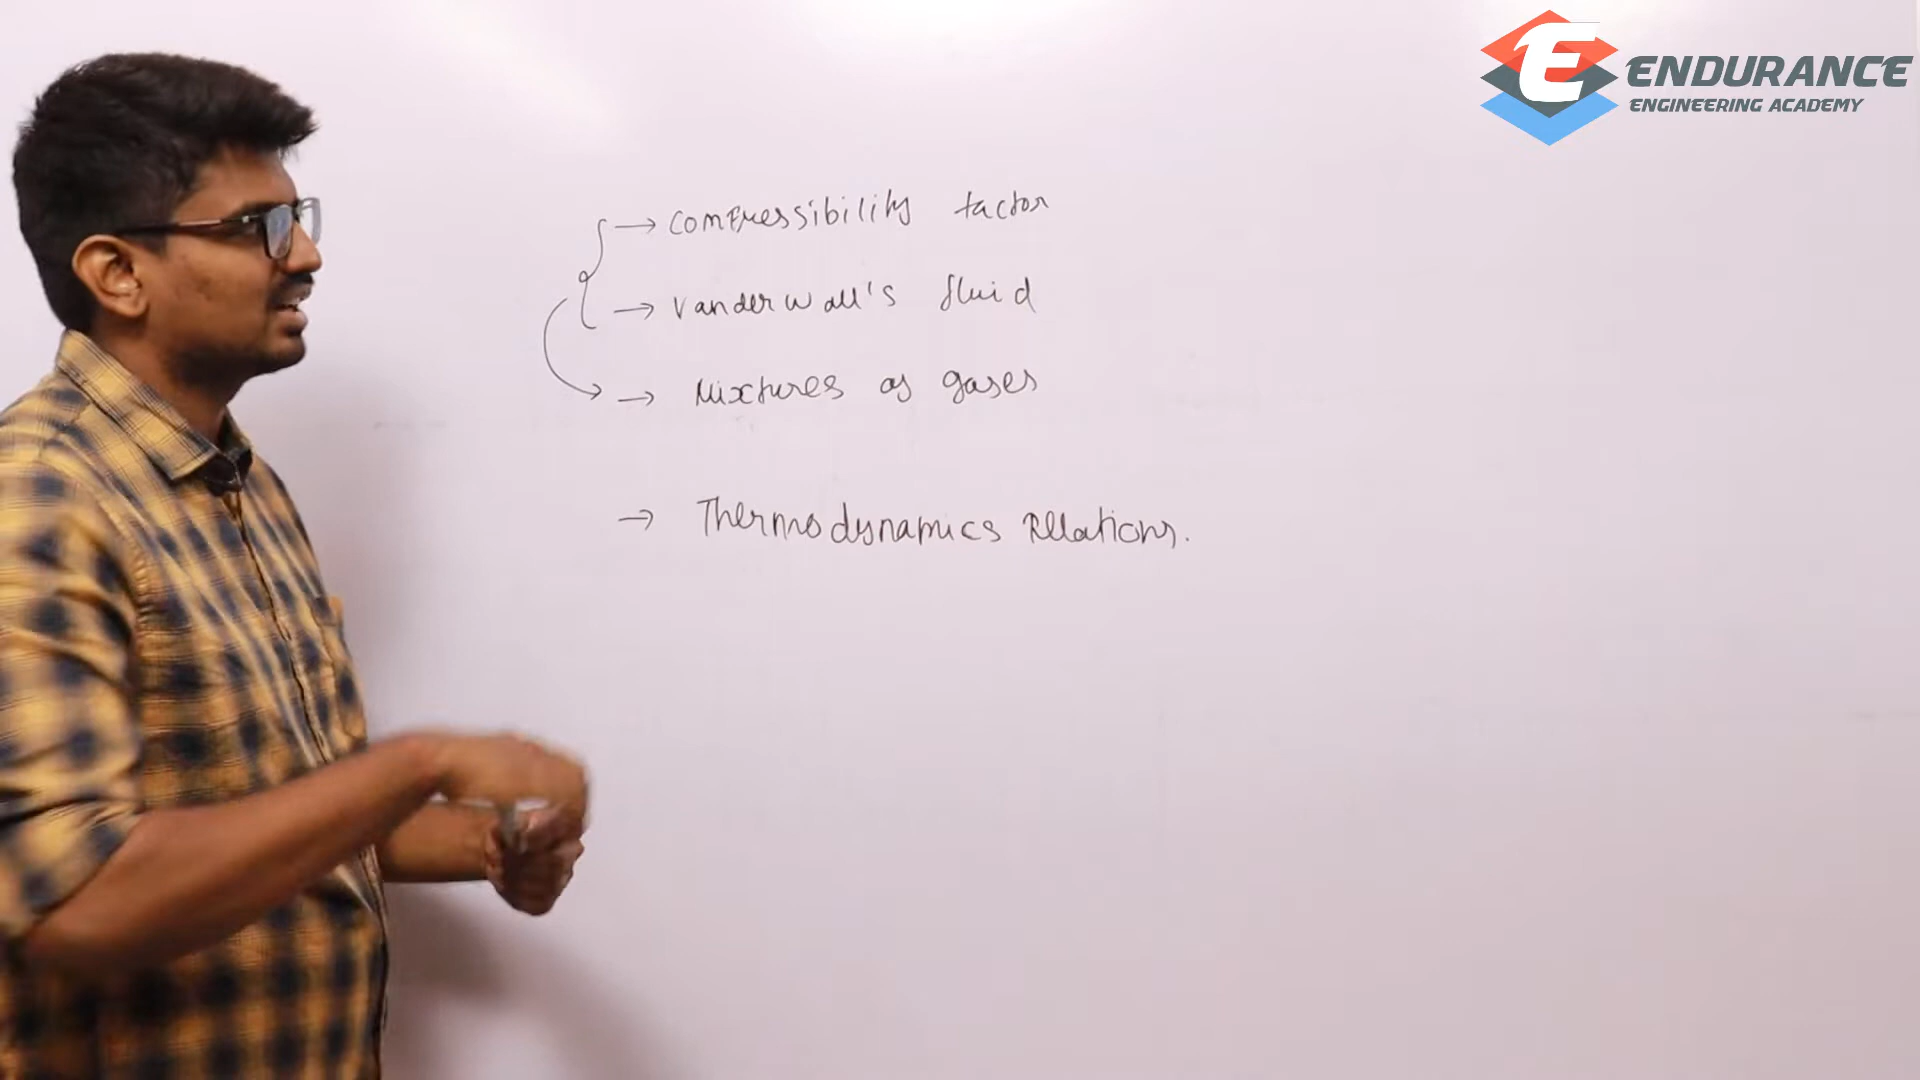 ENDURANCE
ENGINEERING ACADEMY
→ compressibility factor
→ vanderwall's fluid
→ Mixtures of gases
→ Thermodynamics Relations.